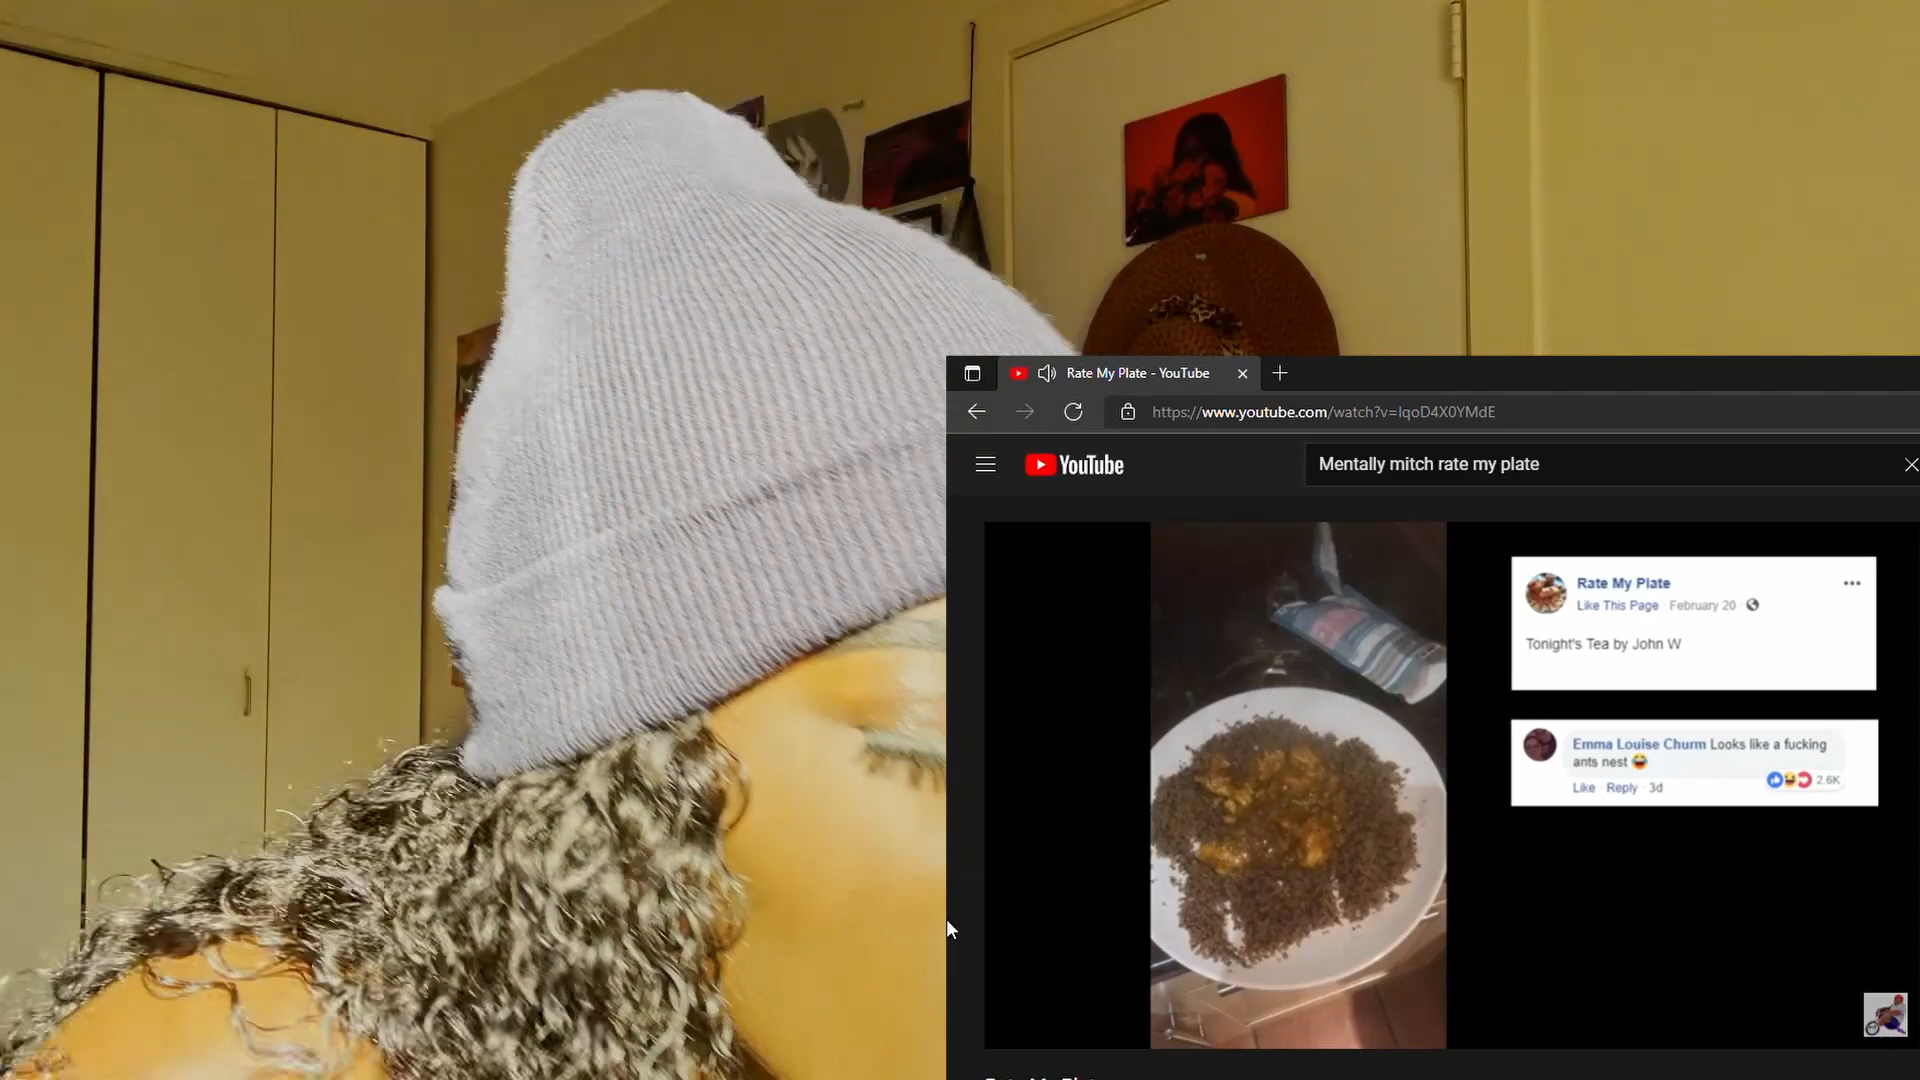 Rate My Plate - YouTube
https://www.youtube.com/watch?v=IqoD4X0YMdE
YouTube
Mentally mitch rate my plate
Rate My Plate
Like This Page · February 20
Tonight's Tea by John W
Emma Louise Churm Looks like a fucking
ants nest 😂
2.6K
Like · Reply · 3d